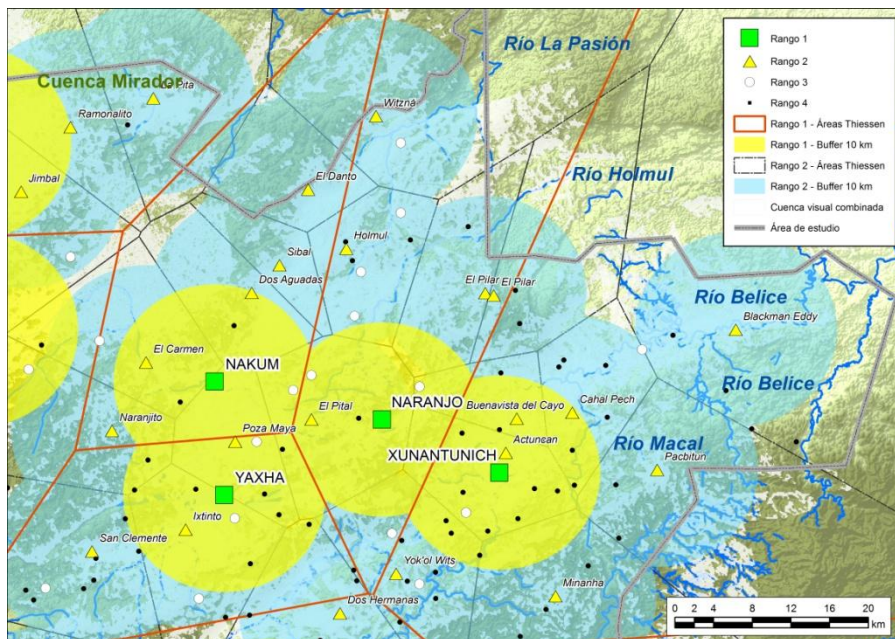 Río La Pasión
Cuenca Mirador
La Pita
Ramonalito
Witzná
Río Holmul
Jimbal
El Danto
Holmul
Sibal
Dos Aguadas
El Pilar
El Pilar
Río Belice
Blackman Eddy
El Carmen
NAKUM
Río Belice
NARANJO
Buenavista del Cayo
Cahal Pech
El Pital
Naranjito
Poza Maya
Actuncan
Río Macal
XUNANTUNICH
Pacbitun
YAXHA
Ixtinto
San Clemente
Yok'ol Wits
Minanha
Dos Hermanas
Rango 1
Rango 2
Rango 3
Rango 4
Rango 1 - Áreas Thiessen
Rango 1 - Buffer 10 km
Rango 2 - Áreas Thiessen
Rango 2 - Buffer 10 km
Cuenca visual combinada
Área de estudio
0 2 4 8 12 16 20
km